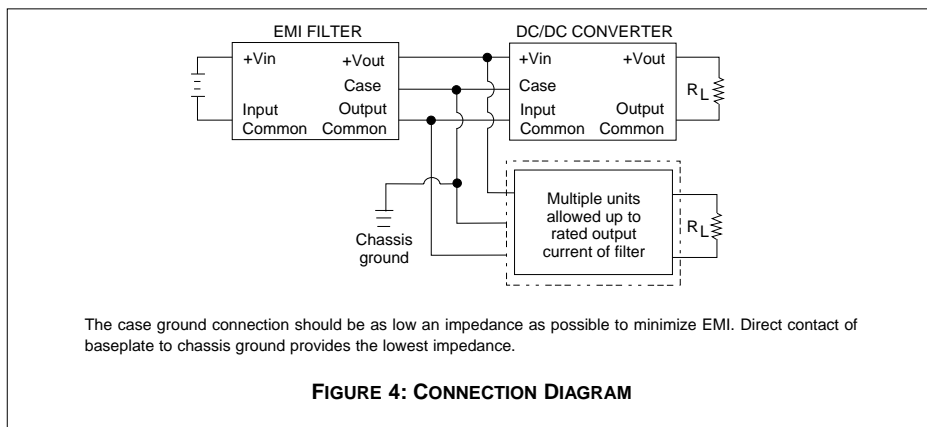 EMI FILTER
DC/DC CONVERTER
+Vin
+Vout
Case
Input
Output
Common
Common
+Vin
+Vout
Case
Input
Output
Common
Common
RL
Multiple units
allowed up to
rated output
current of filter
RL
Chassis
ground
The case ground connection should be as low an impedance as possible to minimize EMI. Direct contact of
baseplate to chassis ground provides the lowest impedance.
FIGURE 4: CONNECTION DIAGRAM